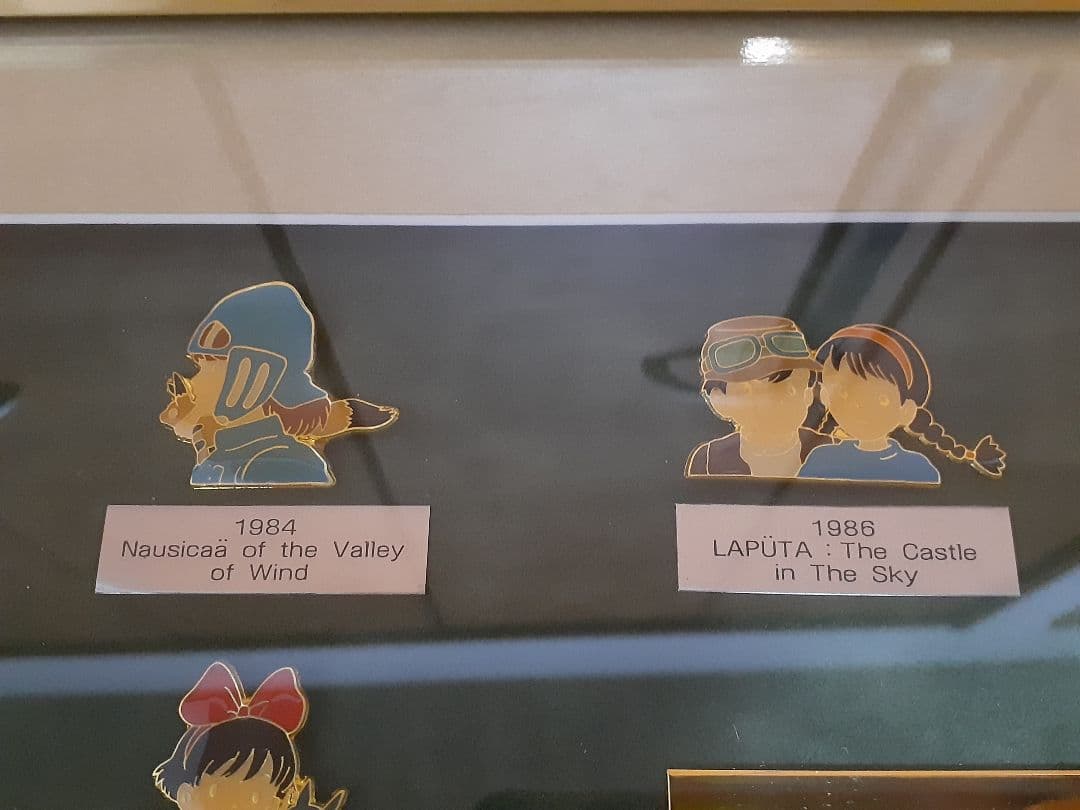 1984
Nausicaä of the Valley
of Wind
1986
LAPÜTA : The Castle
in The Sky